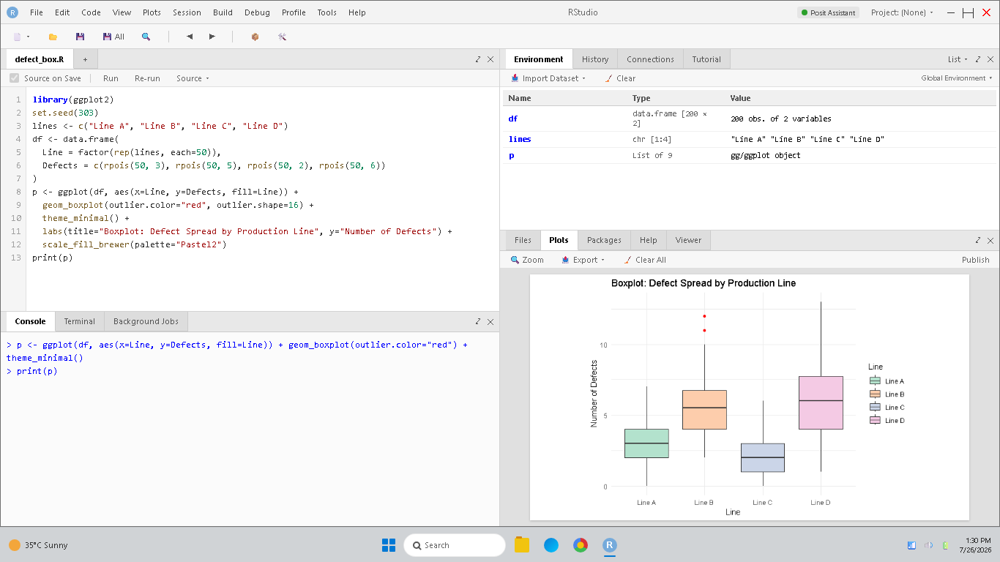 R File Edit Code View Plots Session Build Debug Profile Tools Help RStudio Posit Assistant Project: (None)
All
defect_box.R +
Source on Save Run Re-run Source
1 library(ggplot2)
2 set.seed(303)
3 lines <- c("Line A", "Line B", "Line C", "Line D")
4 df <- data.frame(
5 Line = factor(rep(lines, each=50)),
6 Defects = c(rpois(50, 3), rpois(50, 5), rpois(50, 2), rpois(50, 6))
7 )
8 p <- ggplot(df, aes(x=Line, y=Defects, fill=Line)) +
9 geom_boxplot(outlier.color="red", outlier.shape=16) +
10 theme_minimal() +
11 labs(title="Boxplot: Defect Spread by Production Line", y="Number of Defects") +
12 scale_fill_brewer(palette="Pastel2")
13 print(p)
Console Terminal Background Jobs
> p <- ggplot(df, aes(x=Line, y=Defects, fill=Line)) + geom_boxplot(outlier.color="red") +
theme_minimal()
> print(p)
Environment History Connections Tutorial List
Import Dataset Clear Global Environment
Name Type Value
df data.frame [200 × 2] 200 obs. of 2 variables
lines chr [1:4] "Line A" "Line B" "Line C" "Line D"
p List of 9 gg/ggplot object
Files Plots Packages Help Viewer
Zoom Export Clear All Publish
Boxplot: Defect Spread by Production Line
Number of Defects
10
5
0
Line A Line B Line C Line D
Line
Line
Line A
Line B
Line C
Line D
35°C Sunny
Search
R
1:30 PM
7/26/2026